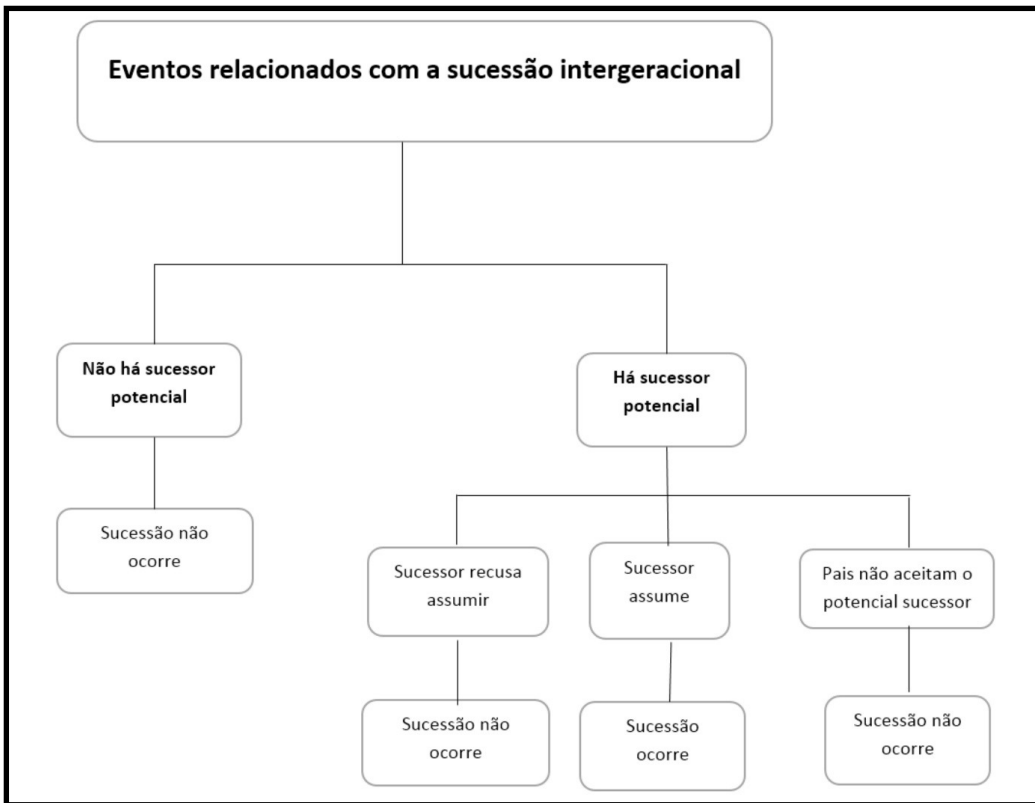 Eventos relacionados com a sucessão intergeracional
Não há sucessor
potencial
Há sucessor
potencial
Sucessão não
ocorre
Sucessor recusa
assumir
Sucessor
assume
Pais não aceitam o
potencial sucessor
Sucessão não
ocorre
Sucessão
ocorre
Sucessão não
ocorre